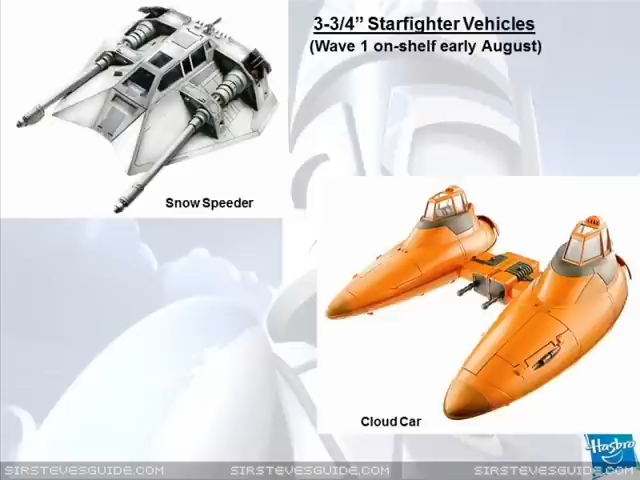 3-3/4” Starfighter Vehicles
(Wave 1 on-shelf early August)
Snow Speeder
Cloud Car
Hasbro
SIRSTEVESGUIDE.COM SIRSTEVESGUIDE.COM SIRSTEVESGUIDE.COM